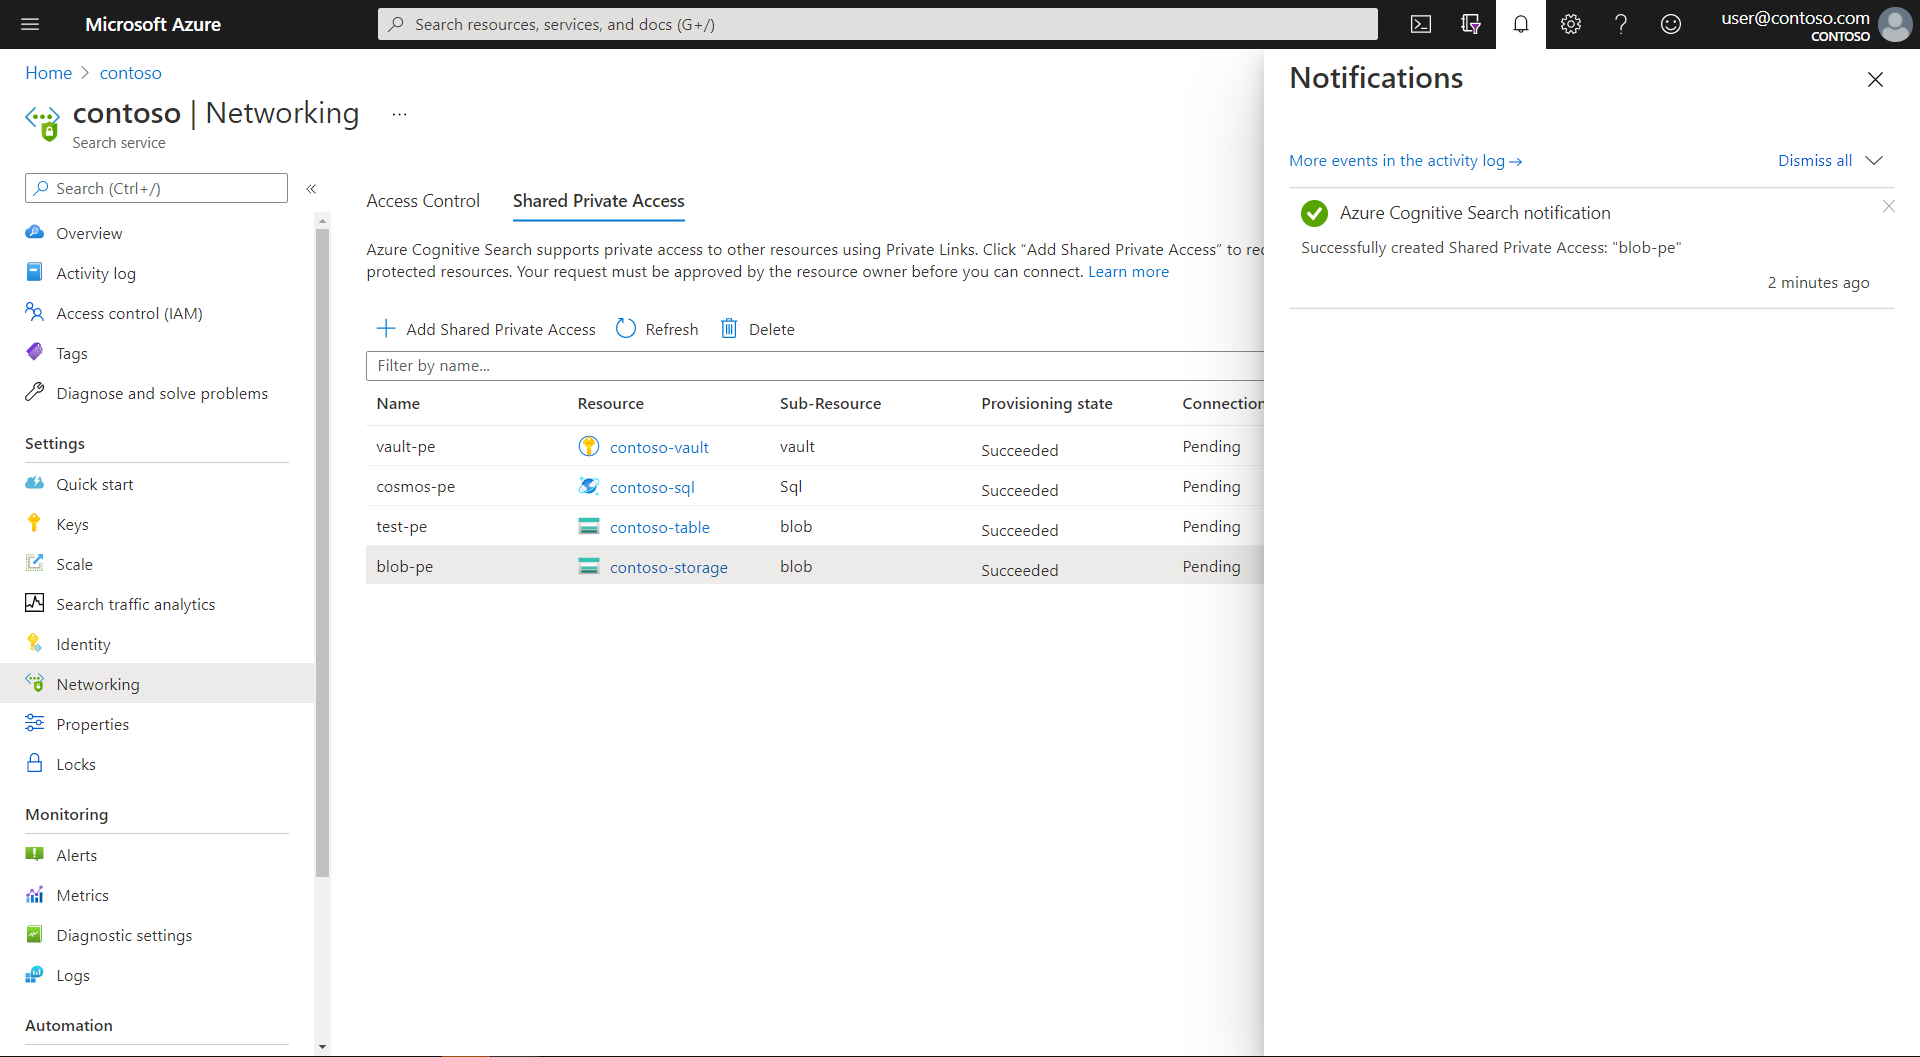 Microsoft Azure
Search resources, services, and docs (G+/)
user@contoso.com
CONTOSO
Home
contoso
contoso | Networking
...
Search service
Search (Ctrl+/)
Overview
Activity log
Access control (IAM)
Tags
Diagnose and solve problems
Settings
Quick start
Keys
Scale
Search traffic analytics
Identity
Networking
Properties
Locks
Monitoring
Alerts
Metrics
Diagnostic settings
Logs
Automation
Access Control
Shared Private Access
Azure Cognitive Search supports private access to other resources using Private Links. Click “Add Shared Private Access” to
protected resources. Your request must be approved by the resource owner before you can connect. Learn more
Add Shared Private Access
Refresh
Delete
Filter by name...
Name Resource Sub-Resource Provisioning state Connection
vault-pe contoso-vault vault Succeeded Pending
cosmos-pe contoso-sql Sql Succeeded Pending
test-pe contoso-table blob Succeeded Pending
blob-pe contoso-storage blob Succeeded Pending
Notifications
More events in the activity log →
Dismiss all
Azure Cognitive Search notification
Successfully created Shared Private Access: "blob-pe"
2 minutes ago